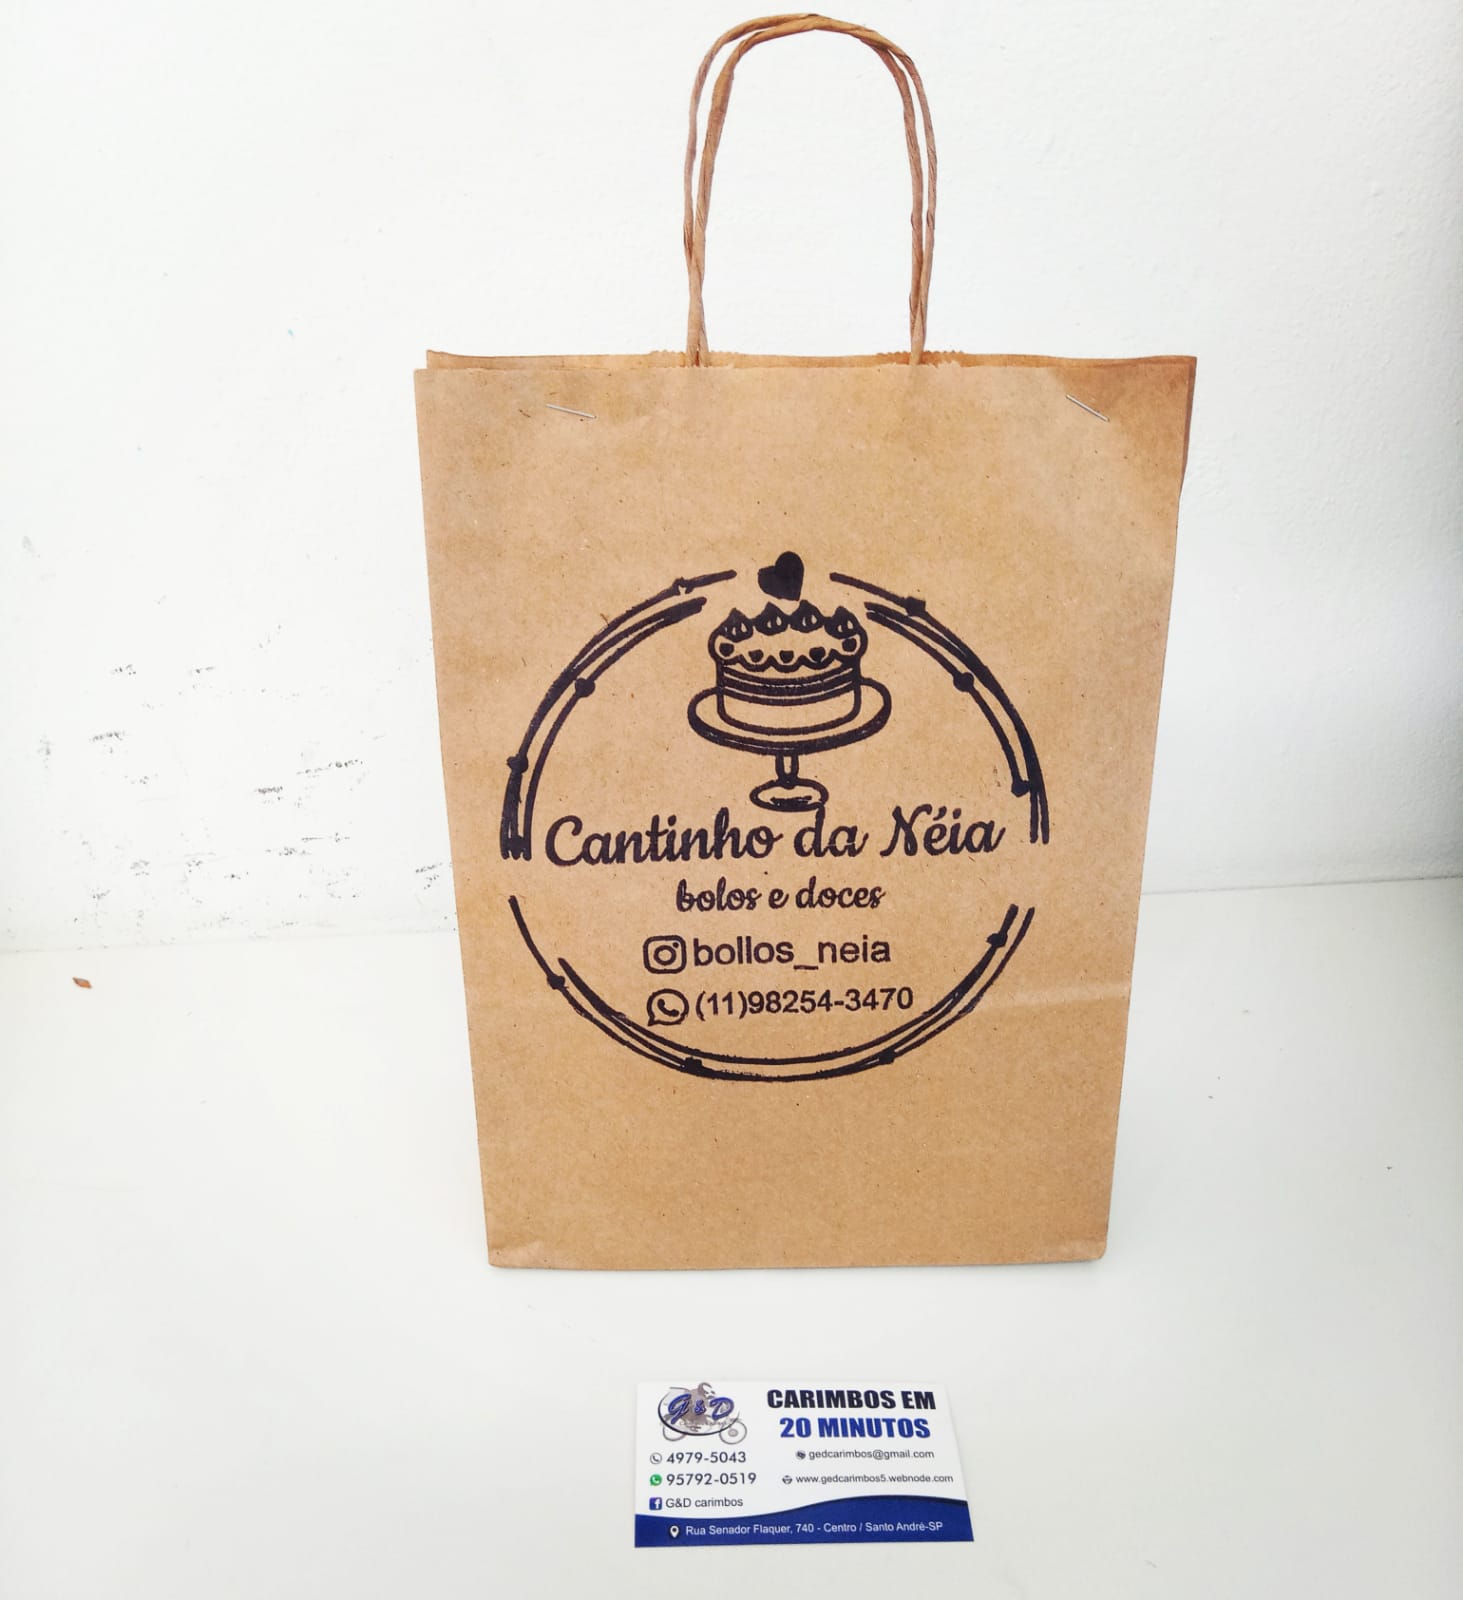 Cantinho da Néia
bolos e doces
bollos_neia
(11)98254-3470
G&D
CARIMBOS EM
20 MINUTOS
4979-5043
gedcarimbos@gmail.com
95792-0519
www.gedcarimbos5.webnode.com
G&D carimbos
Rua Senador Flaquer, 740 - Centro / Santo André-SP